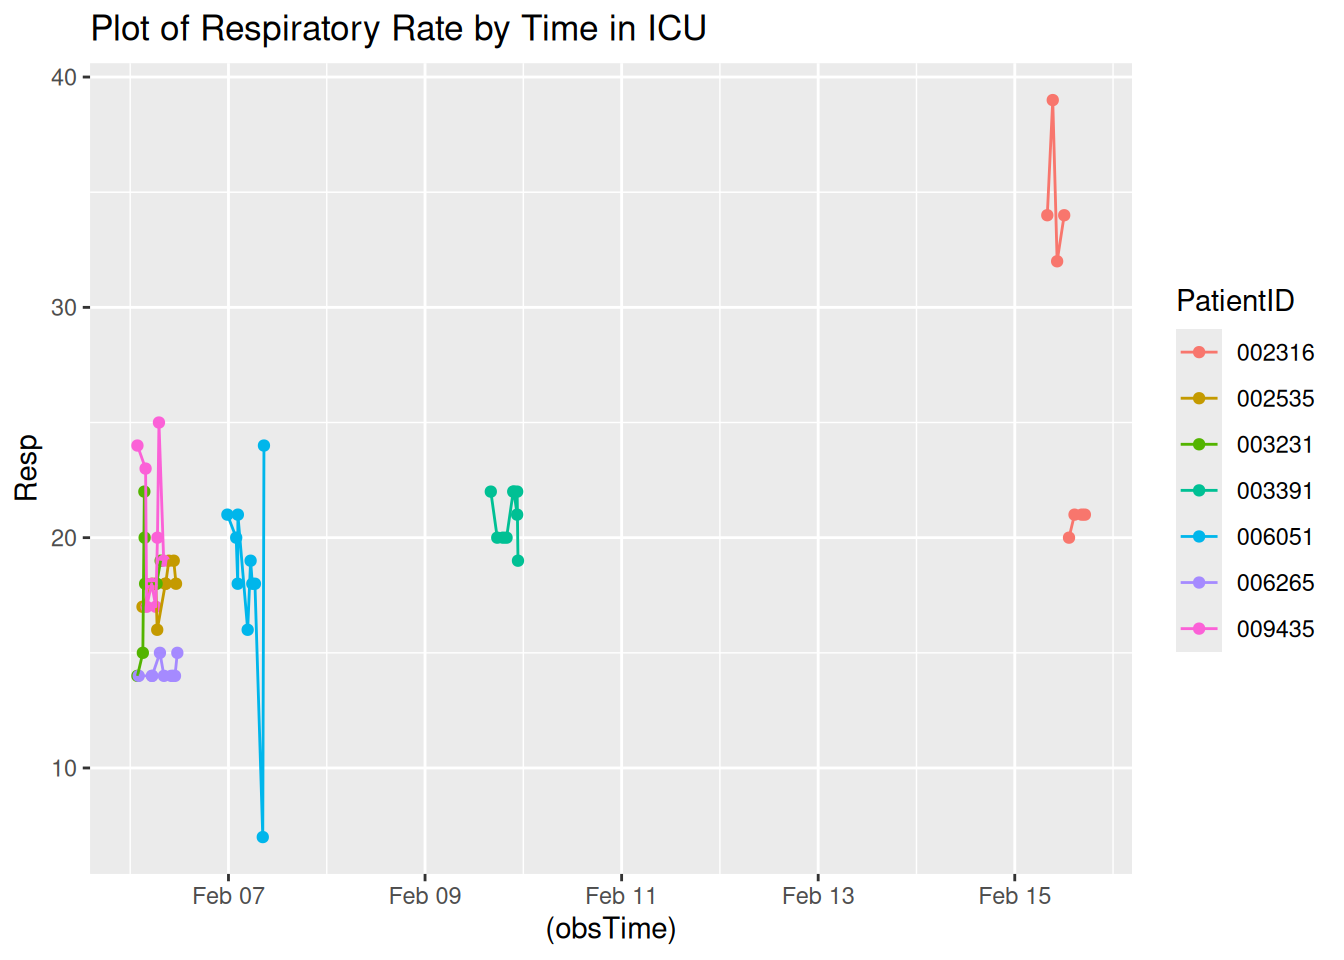 Plot of Respiratory Rate by Time in ICU
40
30
20
10
Resp
Feb 07
Feb 09
Feb 11
Feb 13
Feb 15
(obsTime)
PatientID
002316
002535
003231
003391
006051
006265
009435